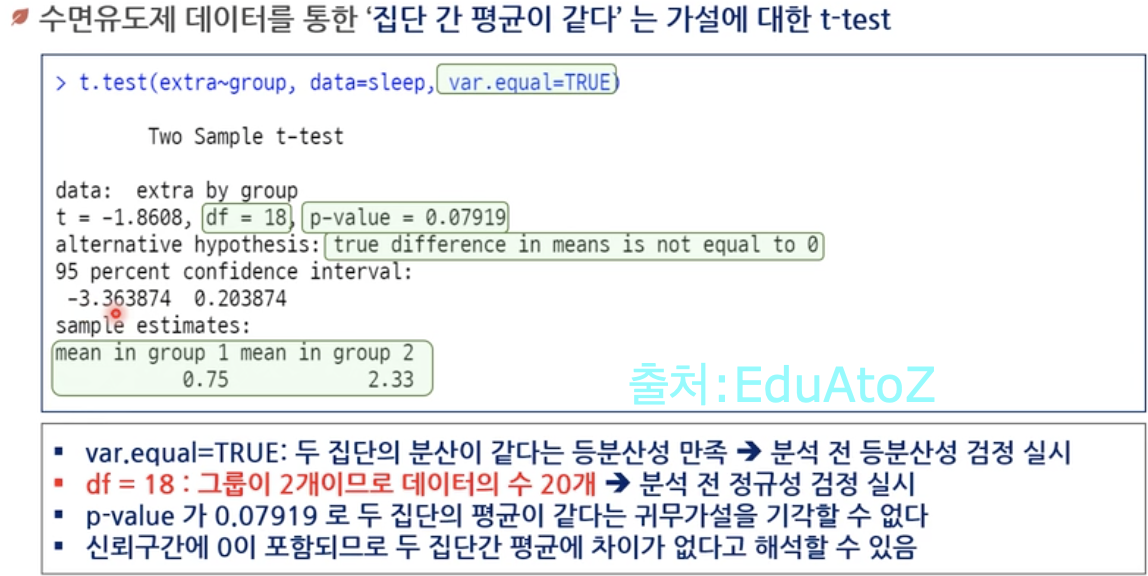 수면유도제 데이터를 통한 ‘집단 간 평균이 같다’ 는 가설에 대한 t-test
> t.test(extra~group, data=sleep, var.equal=TRUE)
Two Sample t-test
data: extra by group
t = -1.8608, df = 18, p-value = 0.07919
alternative hypothesis: true difference in means is not equal to 0
95 percent confidence interval:
-3.363874 0.203874
sample estimates:
mean in group 1 mean in group 2
0.75 2.33
출처:EduAtoZ
▪ var.equal=TRUE: 두 집단의 분산이 같다는 등분산성 만족 ➔ 분석 전 등분산성 검정 실시
▪ df = 18 : 그룹이 2개이므로 데이터의 수 20개 ➔ 분석 전 정규성 검정 실시
▪ p-value 가 0.07919 로 두 집단의 평균이 같다는 귀무가설을 기각할 수 없다
▪ 신뢰구간에 0이 포함되므로 두 집단간 평균에 차이가 없다고 해석할 수 있음